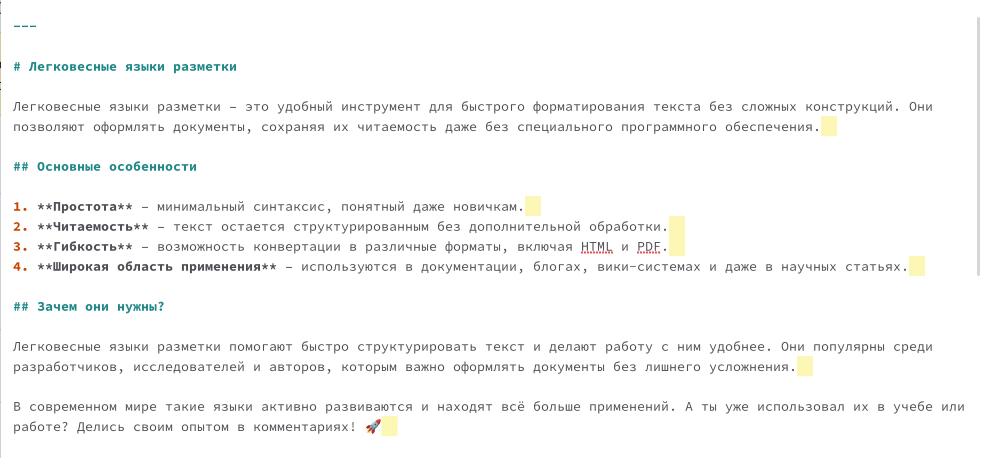 ---
# Легковесные языки разметки
Легковесные языки разметки – это удобный инструмент для быстрого форматирования текста без сложных конструкций. Они
позволяют оформлять документы, сохраняя их читаемость даже без специального программного обеспечения.
## Основные особенности
1. **Простота** – минимальный синтаксис, понятный даже новичкам.
2. **Читаемость** – текст остается структурированным без дополнительной обработки.
3. **Гибкость** – возможность конвертации в различные форматы, включая HTML и PDF.
4. **Широкая область применения** – используются в документации, блогах, вики-системах и даже в научных статьях.
## Зачем они нужны?
Легковесные языки разметки помогают быстро структурировать текст и делают работу с ним удобнее. Они популярны среди
разработчиков, исследователей и авторов, которым важно оформлять документы без лишнего усложнения.
В современном мире такие языки активно развиваются и находят всё больше применений. А ты уже использовал их в учебе или
работе? Делись своим опытом в комментариях! 🚀